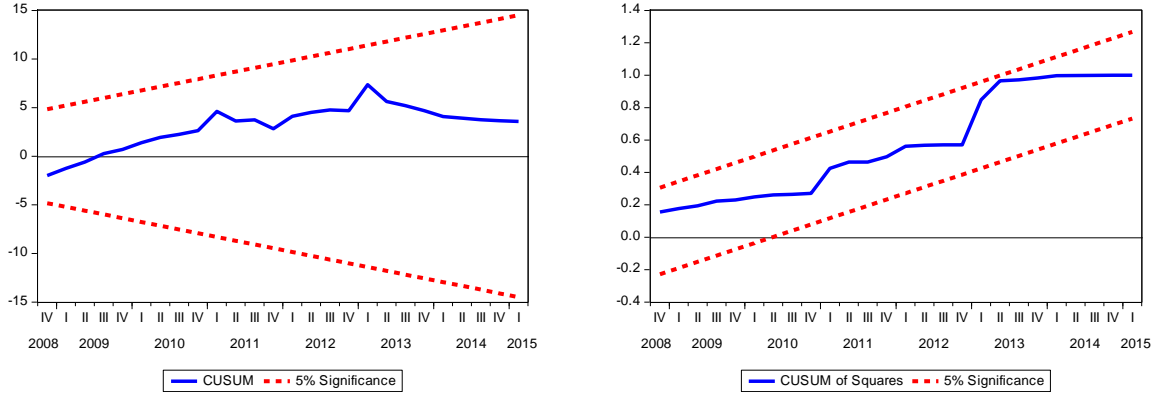 15
10
5
0
-5
-10
-15
IV I II III IV I II III IV I II III IV I II III IV I II III IV I II III IV I
2008 2009 2010 2011 2012 2013 2014 2015
CUSUM 5% Significance
1.4
1.2
1.0
0.8
0.6
0.4
0.2
0.0
-0.2
-0.4
IV I II III IV I II III IV I II III IV I II III IV I II III IV I II III IV I
2008 2009 2010 2011 2012 2013 2014 2015
CUSUM of Squares 5% Significance